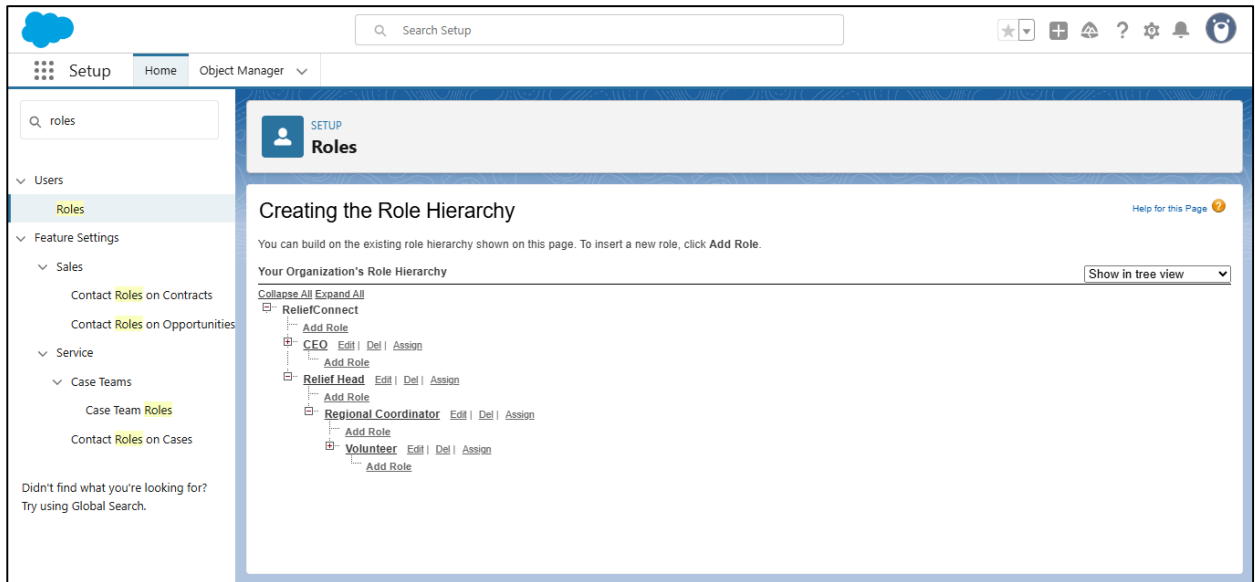 Search Setup
Setup
Home
Object Manager
roles
Users
Roles
Feature Settings
Sales
Contact Roles on Contracts
Contact Roles on Opportunities
Service
Case Teams
Case Team Roles
Contact Roles on Cases
Didn't find what you're looking for?
Try using Global Search.
SETUP
Roles
Creating the Role Hierarchy
Help for this Page ?
You can build on the existing role hierarchy shown on this page. To insert a new role, click Add Role.
Your Organization's Role Hierarchy
Show in tree view
Collapse All Expand All
ReliefConnect
Add Role
CEO Edit | Del | Assign
Add Role
Relief Head Edit | Del | Assign
Add Role
Regional Coordinator Edit | Del | Assign
Add Role
Volunteer Edit | Del | Assign
Add Role